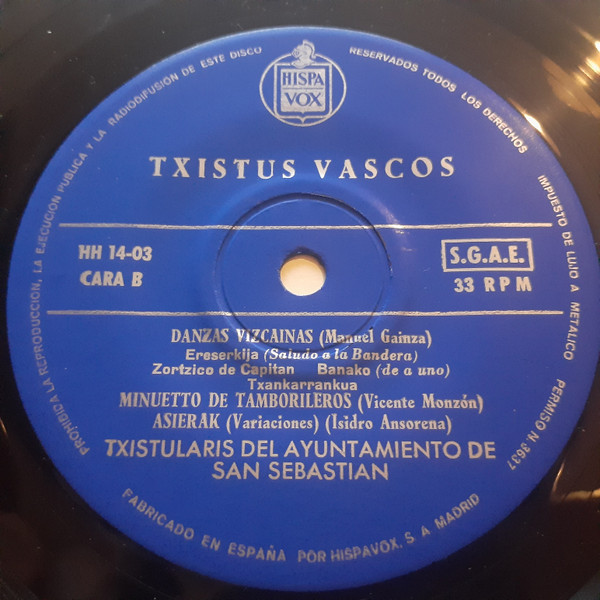 HISPA
VOX
TXISTUS VASCOS
HH 14-03
CARA B
S.G.A.E.
33 RPM
DANZAS VIZCAINAS (Manuel Gainza)
Ereserkija (Saludo a la Bandera)
Zortzico de Capitan Banako (de a uno)
Txankarrankua
MINUETTO DE TAMBORILEROS (Vicente Monzón)
ASIERAK (Variaciones) (Isidro Ansorena)
TXISTULARIS DEL AYUNTAMIENTO DE
SAN SEBASTIAN
PROHIBIDA LA REPRODUCCION, LA EJECUCION PUBLICA Y LA RADIODIFUSION DE ESTE DISCO
RESERVADOS TODOS LOS DERECHOS
IMPUESTO DE LUJO A METALICO
PERMISO N. 3637
FABRICADO EN ESPAÑA POR HISPAVOX. S. A MADRID